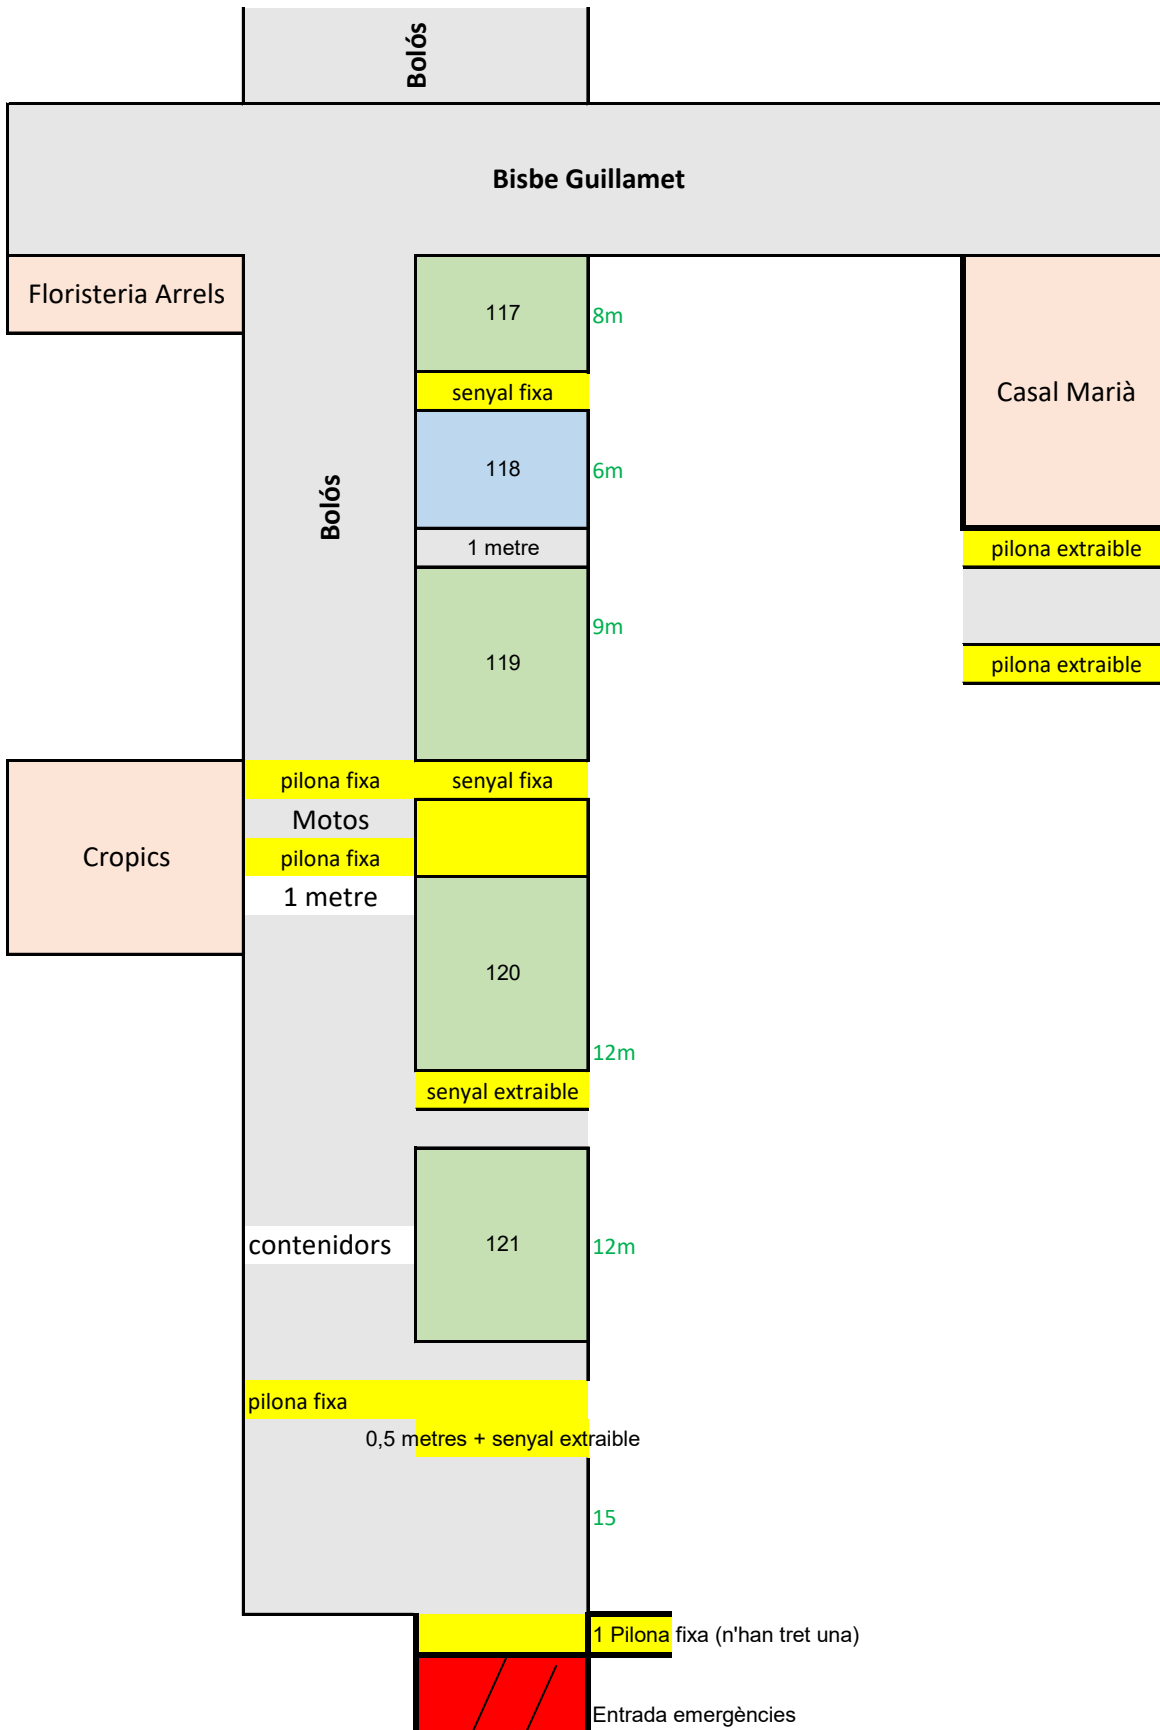 Bolós
Bisbe Guillamet
Floristeria Arrels
117
8m
senyal fixa
Casal Marià
118
6m
Bolós
1 metre
pilona extraible
9m
119
pilona extraible
pilona fixa
senyal fixa
Motos
Cropics
pilona fixa
1 metre
120
12m
senyal extraible
contenidors
121
12m
pilona fixa
0,5 metres + senyal extraible
15
1 Pilona fixa (n'han tret una)
Entrada emergències